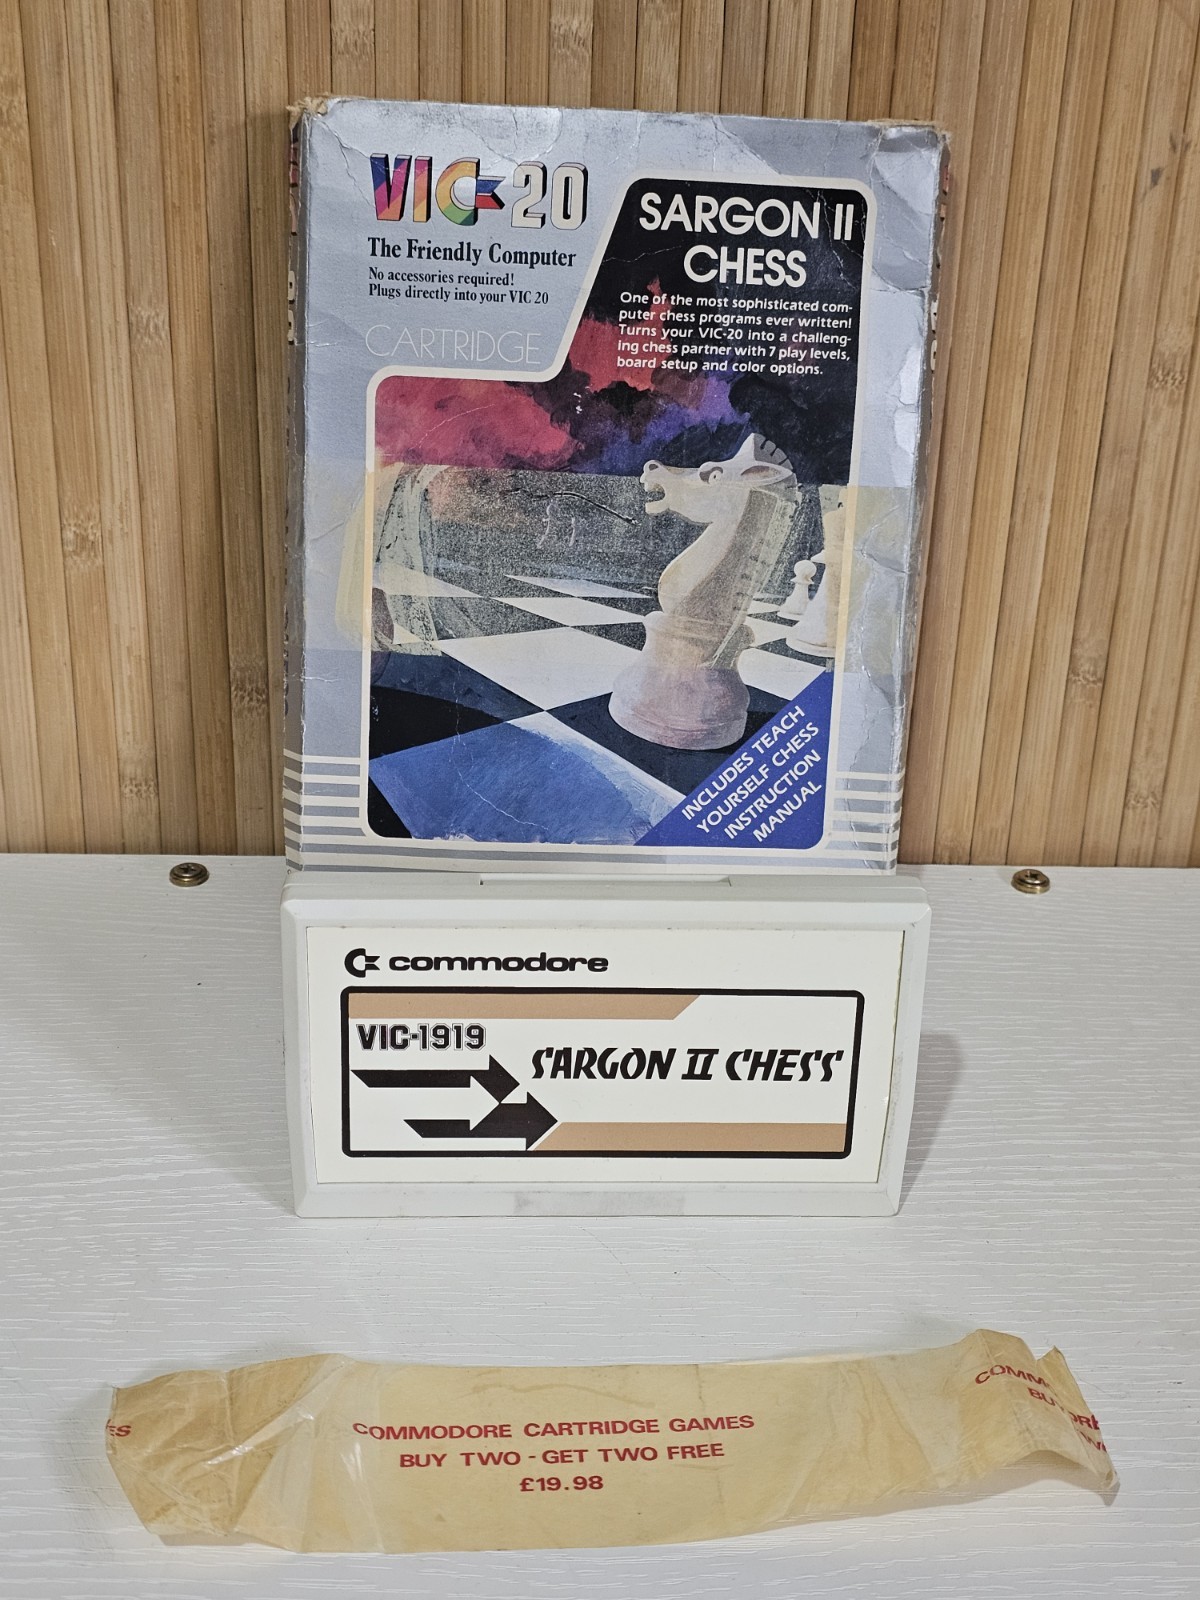 VIC-20
The Friendly Computer
No accessories required!
Plugs directly into your VIC 20
CARTRIDGE
SARGON II
CHESS
One of the most sophisticated com-
puter chess programs ever written!
Turns your VIC-20 into a challeng-
ing chess partner with 7 play levels,
board setup and color options.
INCLUDES TEACH
YOURSELF CHESS
INSTRUCTION
MANUAL
commodore
VIC-1919
SARGON II CHESS
COMMODORE CARTRIDGE GAMES
BUY TWO - GET TWO FREE
£19.98